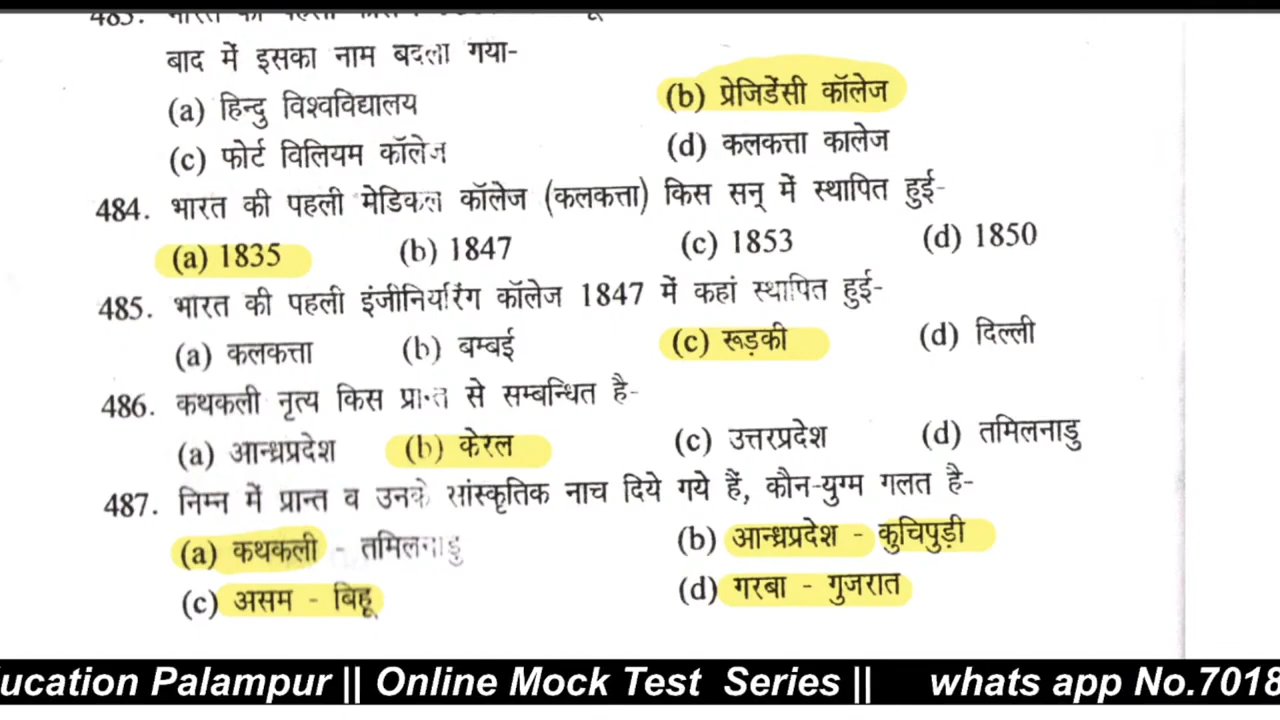 483. भारत की पहली
बाद में इसका नाम बदला गया-
(a) हिन्दु विश्वविद्यालय (b) प्रेजिडेंसी कॉलेज
(c) फोर्ट विलियम कॉलेज (d) कलकत्ता कालेज
484. भारत की पहली मेडिकल कॉलेज (कलकत्ता) किस सन् में स्थापित हुई-
(a) 1835 (b) 1847 (c) 1853 (d) 1850
485. भारत की पहली इंजीनियरिंग कॉलेज 1847 में कहां स्थापित हुई-
(a) कलकत्ता (b) बम्बई (c) रूड़की (d) दिल्ली
486. कथकली नृत्य किस प्रान्त से सम्बन्धित है-
(a) आन्ध्रप्रदेश (b) केरल (c) उत्तरप्रदेश (d) तमिलनाडु
487. निम्न में प्रान्त व उनके सांस्कृतिक नाच दिये गये हैं, कौन-युग्म गलत है-
(a) कथकली - तमिलनाडु (b) आन्ध्रप्रदेश - कुचिपुड़ी
(c) असम - बिहू (d) गरबा - गुजरात
ucation Palampur || Online Mock Test Series || whats app No.7018